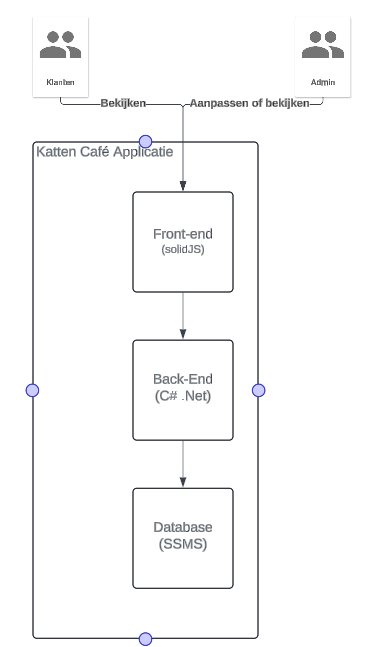 Klanten
Admin
Bekijken
Aanpassen of bekijken
Katten Café Applicatie
Front-end
(solidJS)
Back-End
(C# .Net)
Database
(SSMS)